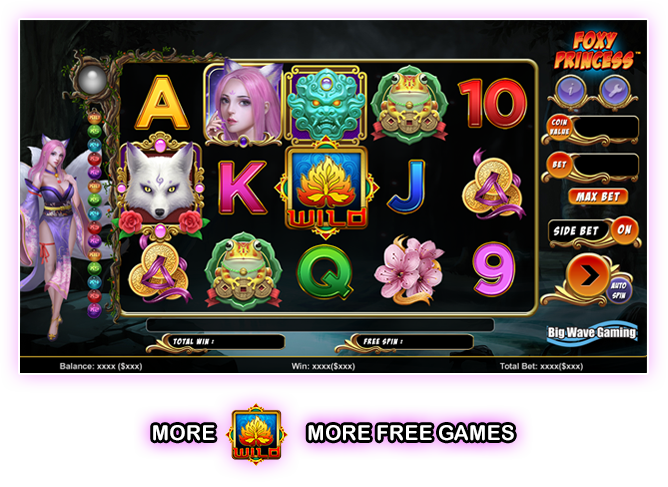 FOXY
PRINCESS™
A
10
COIN
VALUE
BET
K
WILD
J
MAX BET
SIDE BET ON
Q
9
AUTO
SPIN
Big Wave Gaming
TOTAL WIN :
FREE SPIN :
Balance: xxxx ($xxx)
Win: xxxx($xxx)
Total Bet: xxxx($xxx)
MORE WILD MORE FREE GAMES